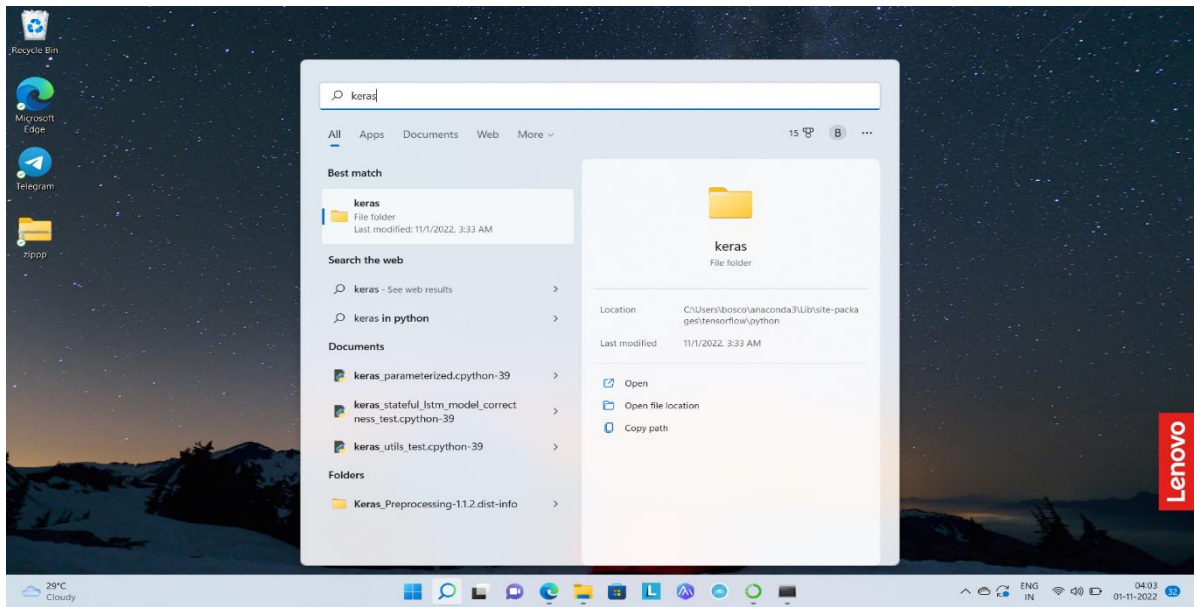 Recycle Bin
Microsoft
Edge
Telegram
zippp
keras
All Apps Documents Web More
15 B ...
Best match
keras
File folder
Last modified: 11/1/2022, 3:33 AM
Search the web
keras - See web results
keras in python
Documents
keras_parameterized.cpython-39
keras_stateful_lstm_model_correct
ness_test.cpython-39
keras_utils_test.cpython-39
Folders
Keras_Preprocessing-1.1.2.dist-info
keras
File folder
Location C:\Users\bosco\anaconda3\Lib\site-packa
ges\tensorflow\python
Last modified 11/1/2022, 3:33 AM
Open
Open file location
Copy path
Lenovo
29°C
Cloudy
L
ENG
IN
04:03
01-11-2022
32